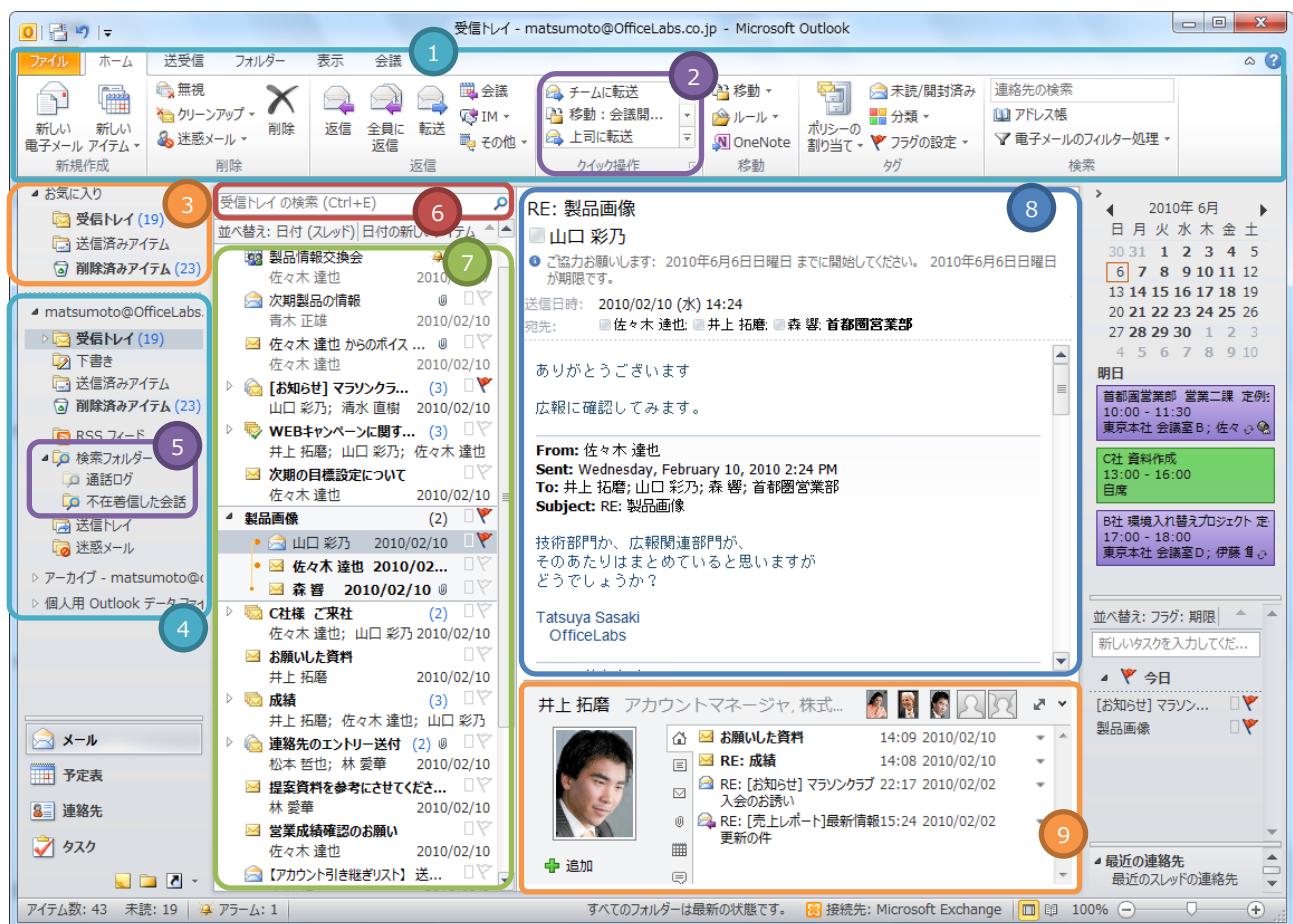 受信トレイ - matsumoto@OfficeLabs.co.jp - Microsoft Outlook
ファイル ホーム 送受信 フォルダー 表示 会議
1
新しい 電子メール
新しい アイテム
新規作成
無視
クリーンアップ
迷惑メール
削除
削除
返信
全員に 返信
転送
会議
IM
その他
返信
2
チームに転送
移動：会議開...
上司に転送
クイック操作
移動
ルール
OneNote
移動
ポリシーの 割り当て
未読/開封済み
分類
フラグの設定
タグ
連絡先の検索
アドレス帳
電子メールのフィルター処理
検索
お気に入り
3
受信トレイ (19)
送信済みアイテム
削除済みアイテム (23)
matsumoto@OfficeLabs.
受信トレイ (19)
下書き
送信済みアイテム
削除済みアイテム (23)
RSS フィード
5
検索フォルダー
通話ログ
不在着信した会話
送信トレイ
迷惑メール
アーカイブ - matsumoto@
個人用 Outlook データ ファイ
4
メール
予定表
連絡先
タスク
受信トレイ の検索 (Ctrl+E)
6
並べ替え: 日付 (スレッド) 日付の新しいアイテム
7
製品情報交換会
佐々木 達也 2010/02/10
次期製品の情報
青木 正雄 2010/02/10
佐々木 達也 からのボイス ...
佐々木 達也 2010/02/10
[お知らせ] マラソンクラ... (3)
山口 彩乃; 清水 直樹 2010/02/10
WEBキャンペーンに関す... (3)
井上 拓磨; 山口 彩乃; 佐々木 達也
次期の目標設定について
佐々木 達也 2010/02/10
製品画像 (2)
山口 彩乃 2010/02/10
佐々木 達也 2010/02...
森 響 2010/02/10
C社様 ご来社 (2)
佐々木 達也; 山口 彩乃 2010/02/10
お願いした資料
井上 拓磨 2010/02/10
成績 (3)
井上 拓磨; 佐々木 達也; 山口 彩乃
連絡先のエントリー送付 (2)
松本 哲也; 林 愛華 2010/02/10
提案資料を参考にさせてくださ...
林 愛華 2010/02/10
営業成績確認のお願い
佐々木 達也 2010/02/10
【アカウント引き継ぎリスト】 送...
RE: 製品画像
8
山口 彩乃
ご協力お願いします: 2010年6月6日日曜日 までに開始してください。 2010年6月6日日曜日
が期限です。
送信日時: 2010/02/10 (水) 14:24
宛先: 佐々木 達也; 井上 拓磨; 森 響; 首都圏営業部
ありがとうございます
広報に確認してみます。
From: 佐々木 達也
Sent: Wednesday, February 10, 2010 2:24 PM
To: 井上 拓磨; 山口 彩乃; 森 響; 首都圏営業部
Subject: RE: 製品画像
技術部門か、広報関連部門が、
そのあたりはまとめていると思いますが
どうでしょうか？
Tatsuya Sasaki
OfficeLabs
井上 拓磨 アカウントマネージャ, 株式...
追加
お願いした資料 14:09 2010/02/10
RE: 成績 14:08 2010/02/10
RE: [お知らせ] マラソンクラブ 22:17 2010/02/02
入会のお誘い
RE: [売上レポート]最新情報 15:24 2010/02/02
更新の件
9
2010年 6月
日 月 火 水 木 金 土
30 31 1 2 3 4 5
6 7 8 9 10 11 12
13 14 15 16 17 18 19
20 21 22 23 24 25 26
27 28 29 30 1 2 3
4 5 6 7 8 9 10
明日
首都圏営業部 営業二課 定例
10:00 - 11:30
東京本社 会議室B; 佐々
C社 資料作成
13:00 - 16:00
自席
B社 環境入れ替えプロジェクト 定
17:00 - 18:00
東京本社 会議室D; 伊藤
並べ替え: フラグ: 期限
新しいタスクを入力してくだ...
今日
[お知らせ] マラソン...
製品画像
最近の連絡先
最近のスレッドの連絡先
アイテム数: 43 未読: 19 アラーム: 1
すべてのフォルダーは最新の状態です。 接続先: Microsoft Exchange 100%